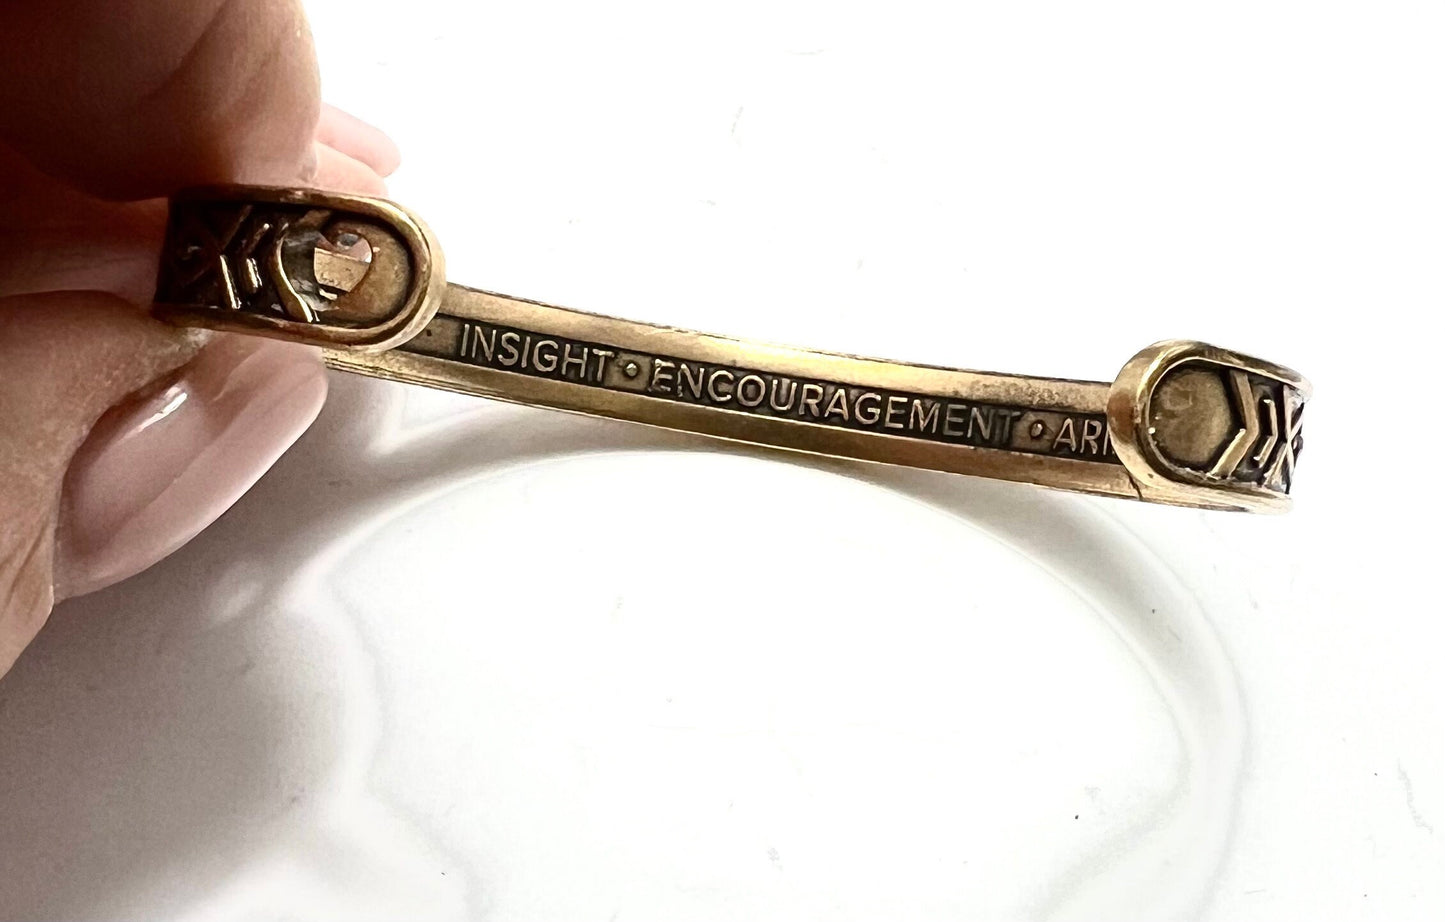 INSIGHT • ENCOURAGEMENT •